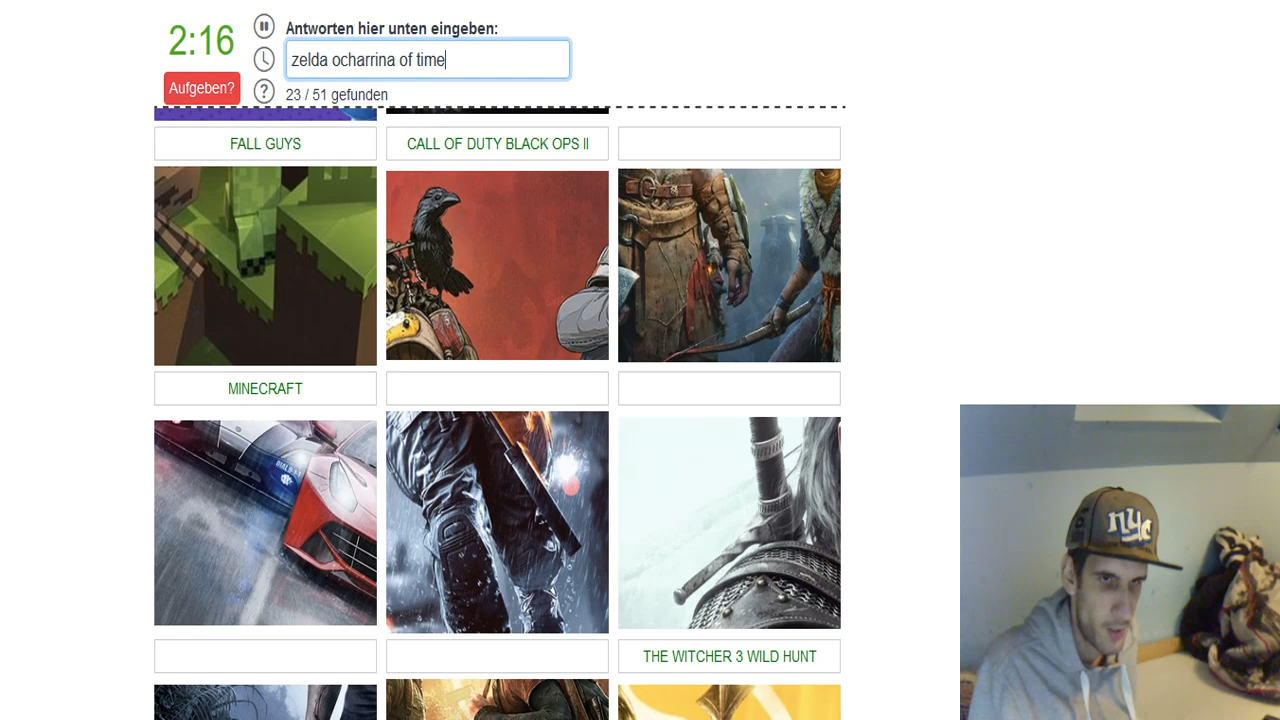 2:16
Antworten hier unten eingeben:
zelda ocharrina of time
Aufgeben?
23 / 51 gefunden
FALL GUYS
CALL OF DUTY BLACK OPS II
MINECRAFT
THE WITCHER 3 WILD HUNT
nyc